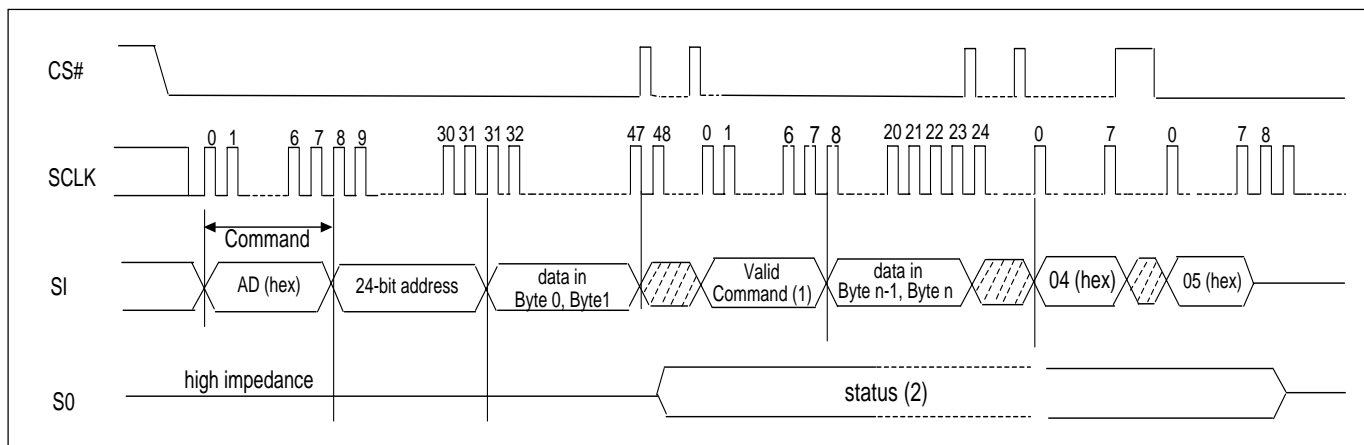 CS#
0 1 6 7 8 9 30 31 31 32 47 48 0 1 6 7 8 20 21 22 23 24 0 7 0 7 8
SCLK
Command
SI
AD (hex)
24-bit address
data in
Byte 0, Byte1
Valid
Command (1)
data in
Byte n-1, Byte n
04 (hex)
05 (hex)
high impedance
S0
status (2)